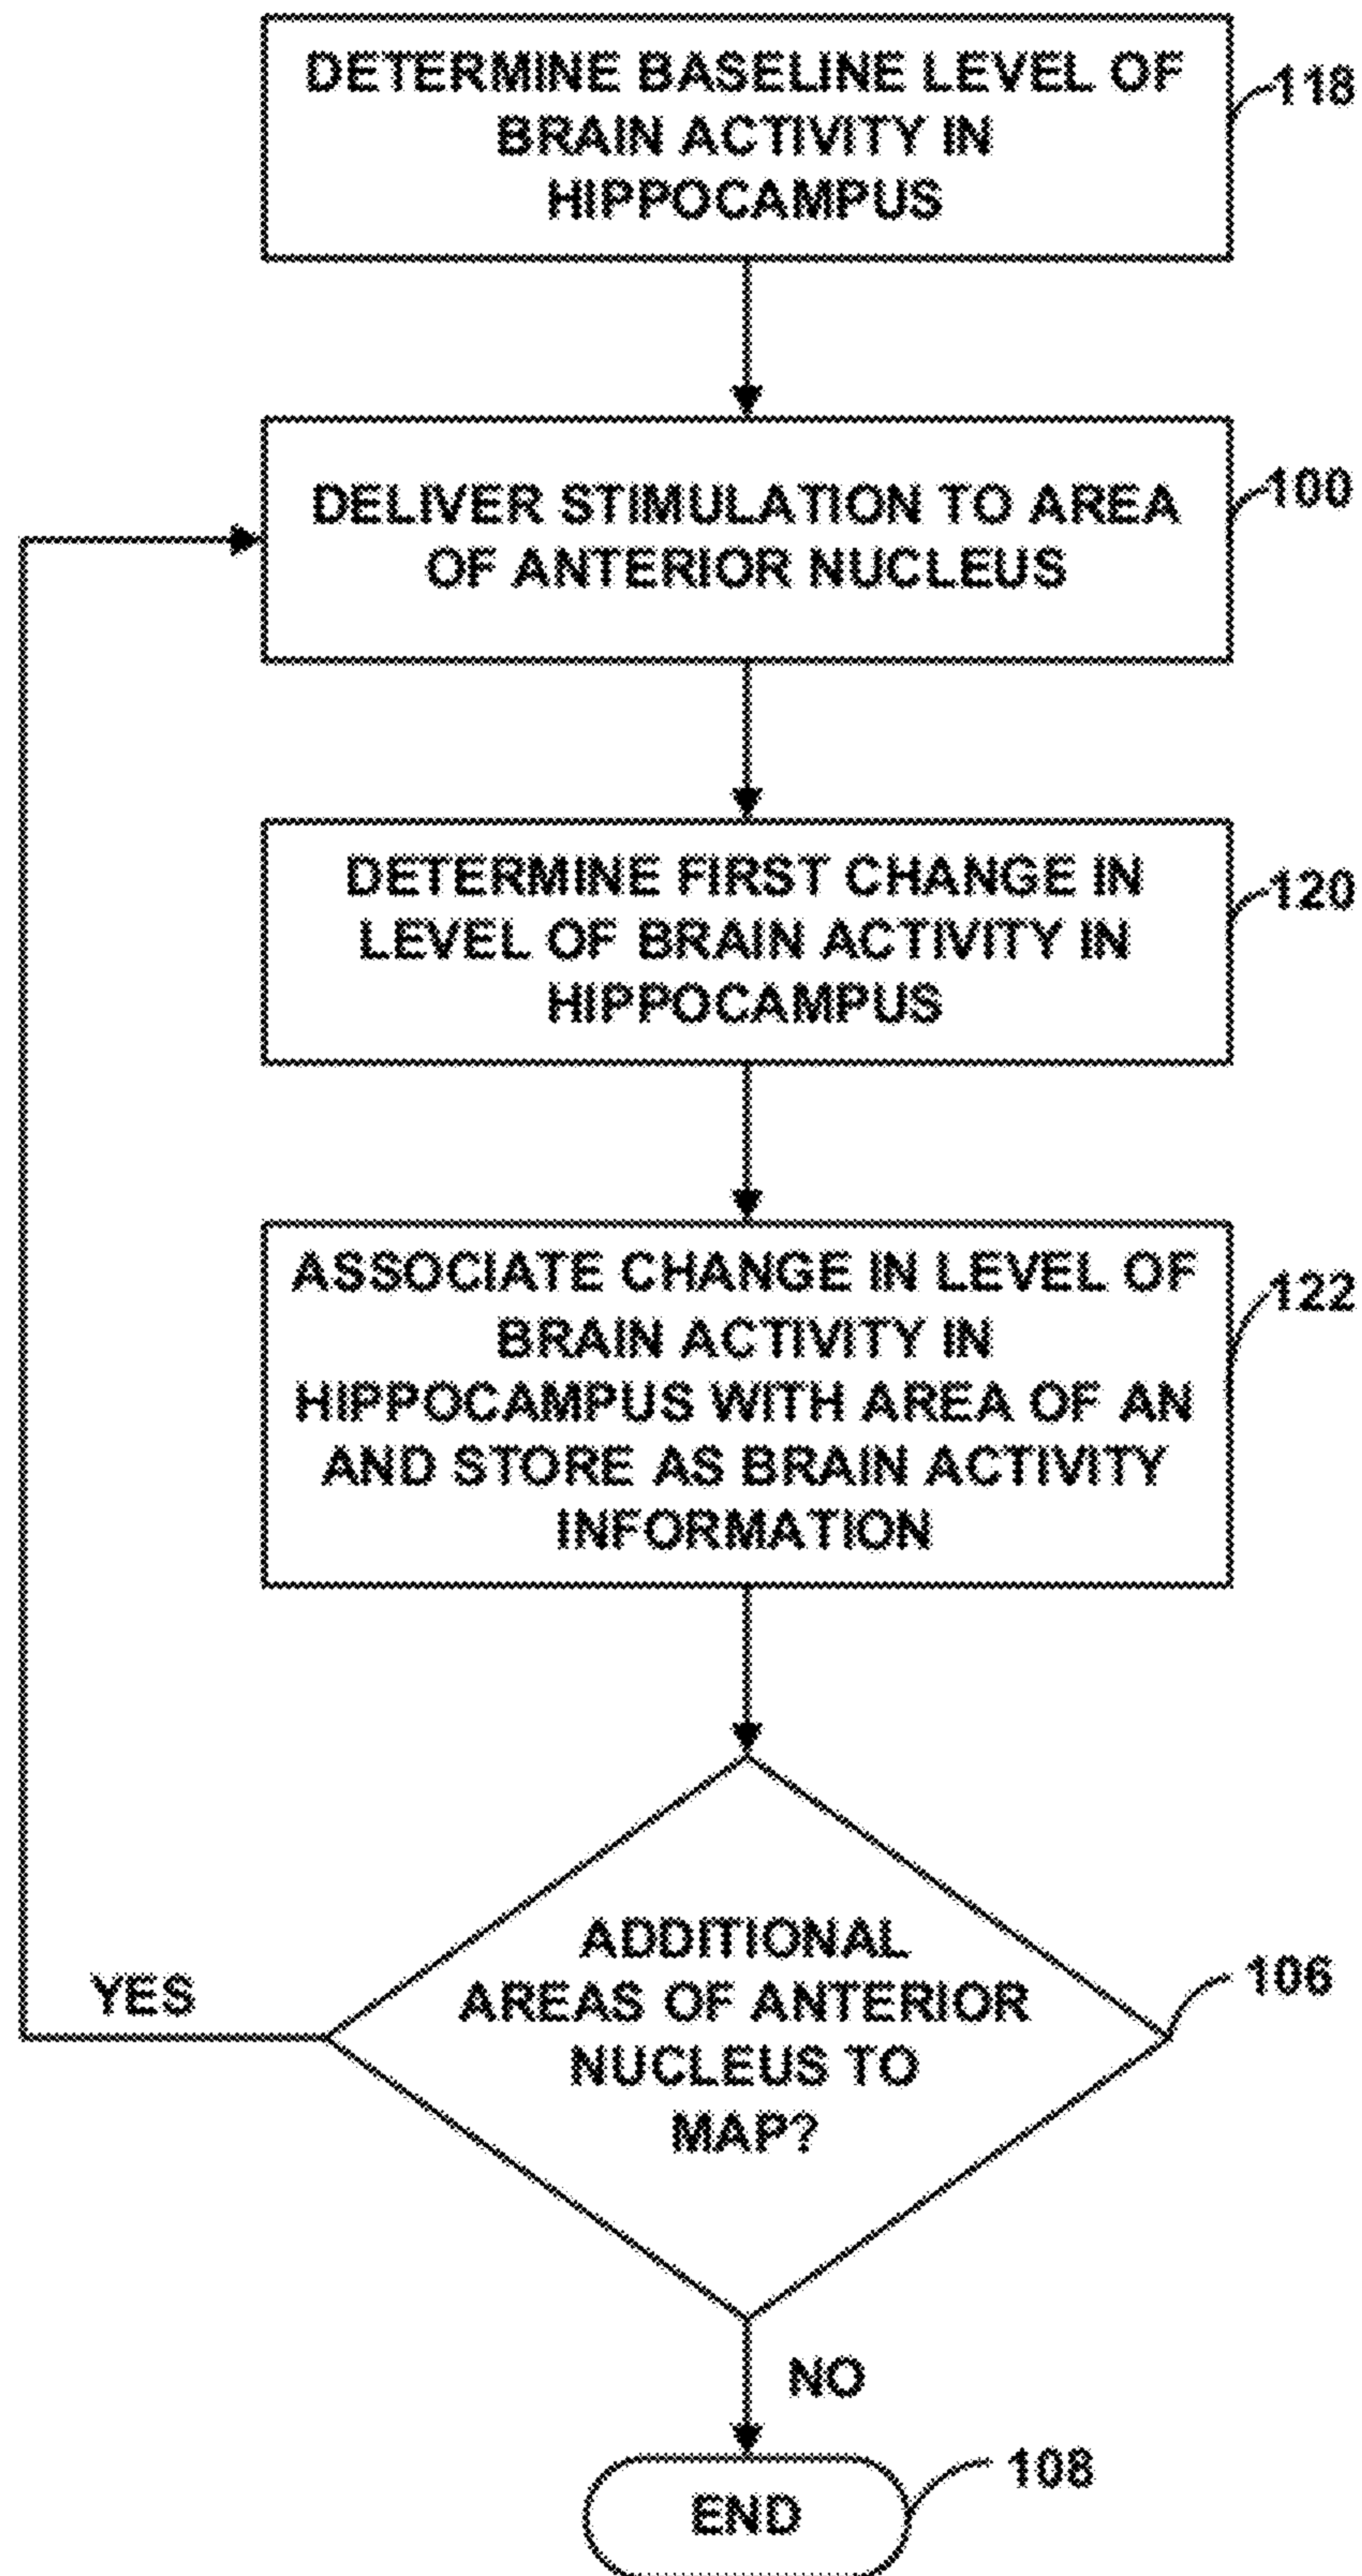 DETERMINE BASELINE LEVEL OF
BRAIN ACTIVITY IN
HIPPOCAMPUS
118
DELIVER STIMULATION TO AREA
OF ANTERIOR NUCLEUS
100
DETERMINE FIRST CHANGE IN
LEVEL OF BRAIN ACTIVITY IN
HIPPOCAMPUS
120
ASSOCIATE CHANGE IN LEVEL OF
BRAIN ACTIVITY IN
HIPPOCAMPUS WITH AREA OF AN
AND STORE AS BRAIN ACTIVITY
INFORMATION
122
ADDITIONAL
AREAS OF ANTERIOR
NUCLEUS TO
MAP?
106
YES
NO
END
108